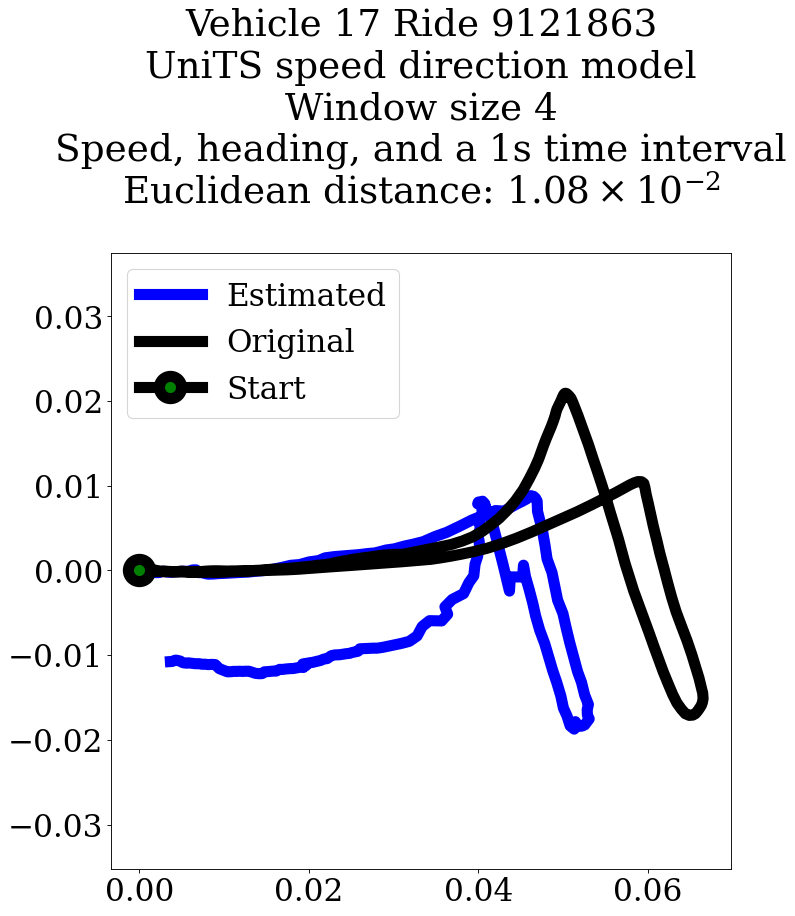 Vehicle 17 Ride 9121863
UniTS speed direction model
Window size 4
Speed, heading, and a 1s time interval
Euclidean distance: 1.08 × 10⁻²
Estimated
Original
Start
0.03
0.02
0.01
0.00
−0.01
−0.02
−0.03
0.00 0.02 0.04 0.06